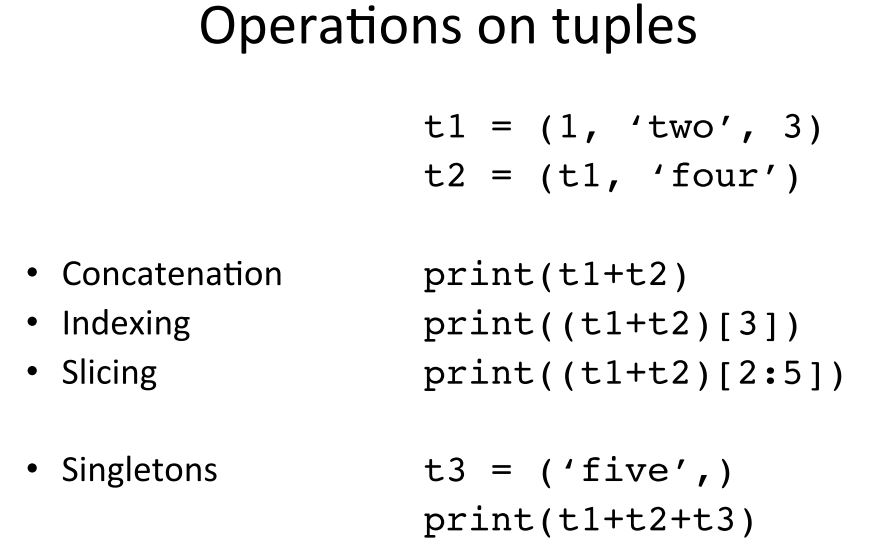 Operations on tuples
t1 = (1, ‘two’, 3)
t2 = (t1, ‘four’)
• Concatenation print(t1+t2)
• Indexing print((t1+t2)[3])
• Slicing print((t1+t2)[2:5])
• Singletons t3 = (‘five’,)
print(t1+t2+t3)